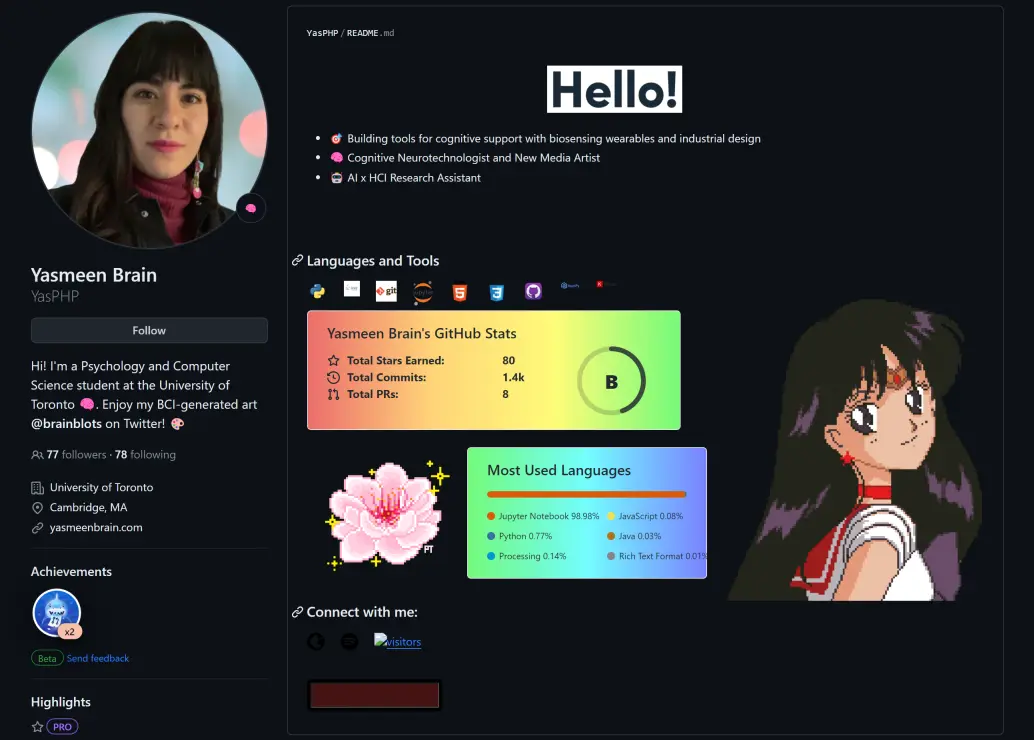 Yasmeen Brain
YasPHP
Follow
Hi! I'm a Psychology and Computer
Science student at the University of
Toronto 🧠. Enjoy my BCI-generated art
@brainblots on Twitter! 🎨
77 followers · 78 following
University of Toronto
Cambridge, MA
yasmeenbrain.com
Achievements
x2
Beta Send feedback
Highlights
PRO
YasPHP / README.md
Hello!
🎯 Building tools for cognitive support with biosensing wearables and industrial design
🧠 Cognitive Neurotechnologist and New Media Artist
🤖 AI x HCI Research Assistant
Languages and Tools
git
jupyter
Yasmeen Brain's GitHub Stats
Total Stars Earned: 80
Total Commits: 1.4k
Total PRs: 8
B
PT
Most Used Languages
Jupyter Notebook 98.98% JavaScript 0.08%
Python 0.77% Java 0.03%
Processing 0.14% Rich Text Format 0.01%
Connect with me:
visitors